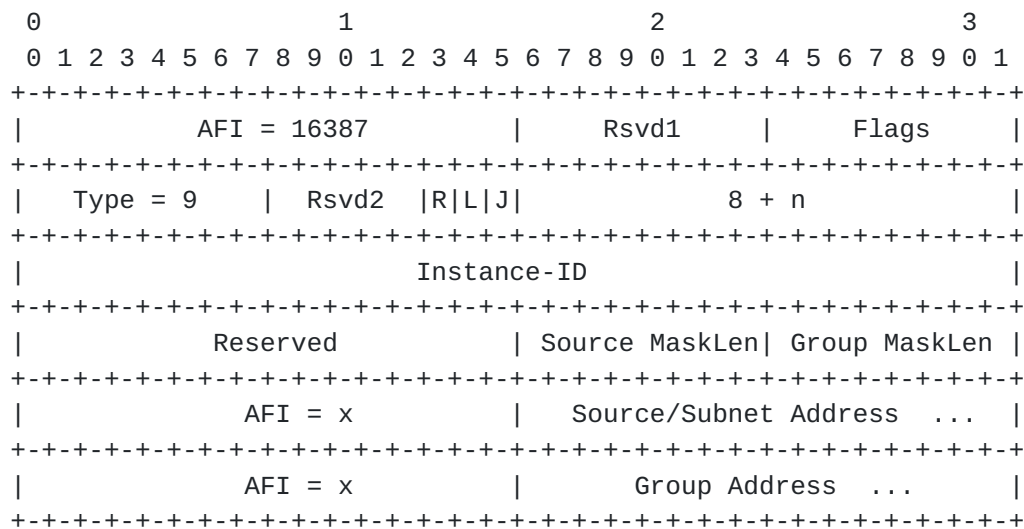 0                   1                   2                   3
 0 1 2 3 4 5 6 7 8 9 0 1 2 3 4 5 6 7 8 9 0 1 2 3 4 5 6 7 8 9 0 1
+-+-+-+-+-+-+-+-+-+-+-+-+-+-+-+-+-+-+-+-+-+-+-+-+-+-+-+-+-+-+-+-+
|           AFI = 16387         |     Rsvd1     |     Flags     |
+-+-+-+-+-+-+-+-+-+-+-+-+-+-+-+-+-+-+-+-+-+-+-+-+-+-+-+-+-+-+-+-+
|   Type = 9    |  Rsvd2  |R|L|J|             8 + n             |
+-+-+-+-+-+-+-+-+-+-+-+-+-+-+-+-+-+-+-+-+-+-+-+-+-+-+-+-+-+-+-+-+
|                         Instance-ID                           |
+-+-+-+-+-+-+-+-+-+-+-+-+-+-+-+-+-+-+-+-+-+-+-+-+-+-+-+-+-+-+-+-+
|            Reserved           | Source MaskLen| Group MaskLen |
+-+-+-+-+-+-+-+-+-+-+-+-+-+-+-+-+-+-+-+-+-+-+-+-+-+-+-+-+-+-+-+-+
|              AFI = x          |   Source/Subnet Address  ...  |
+-+-+-+-+-+-+-+-+-+-+-+-+-+-+-+-+-+-+-+-+-+-+-+-+-+-+-+-+-+-+-+-+
|              AFI = x          |       Group Address  ...      |
+-+-+-+-+-+-+-+-+-+-+-+-+-+-+-+-+-+-+-+-+-+-+-+-+-+-+-+-+-+-+-+-+